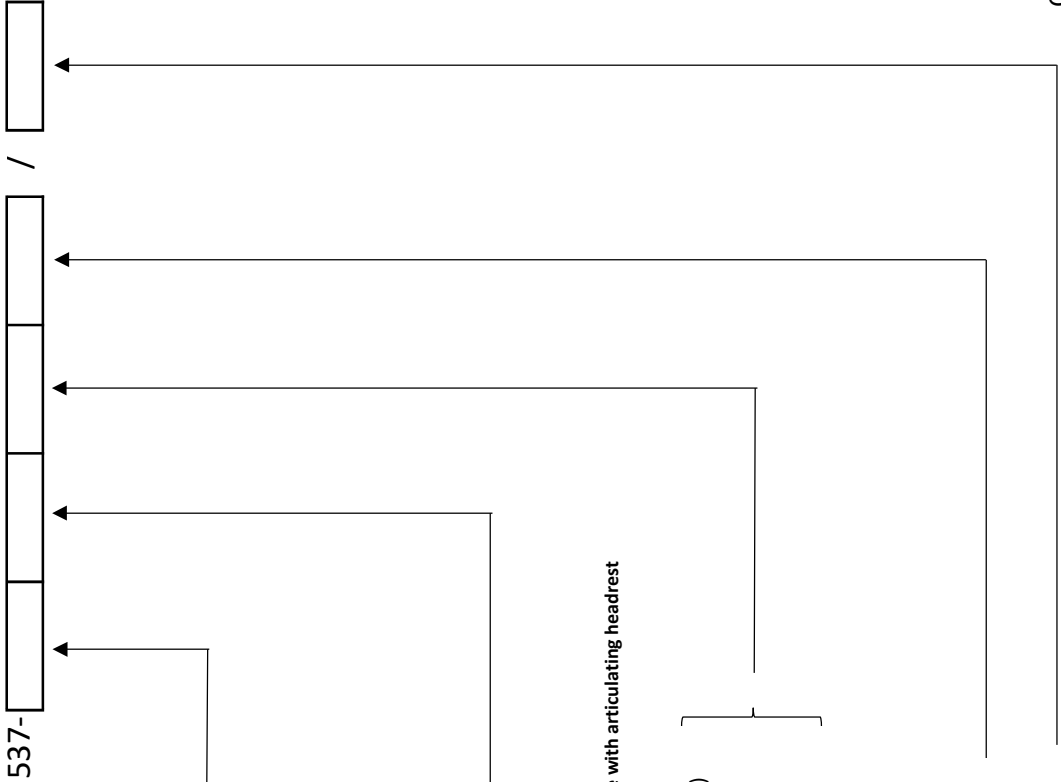 537- /
with articulating headrest
)